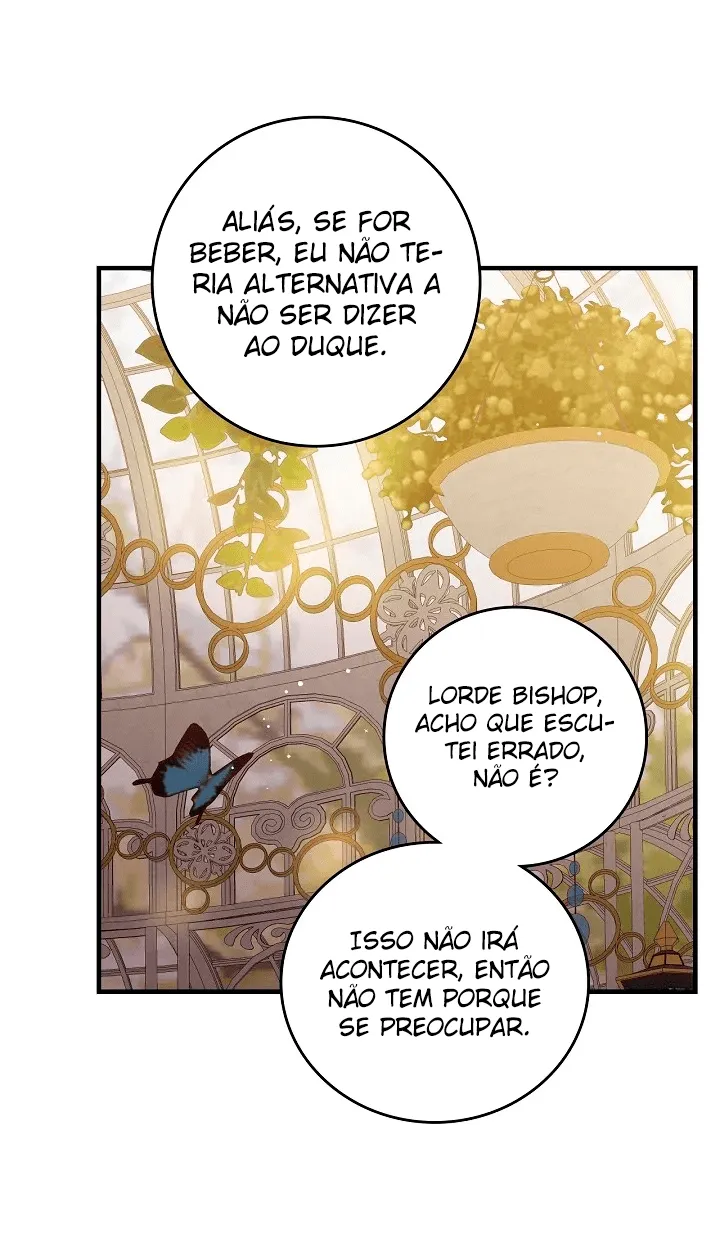 ALIÁS, SE FOR
BEBER, EU NÃO TE-
RIA ALTERNATIVA A
NÃO SER DIZER
AO DUQUE.
LORDE BISHOP,
ACHO QUE ESCU-
TEI ERRADO,
NÃO É?
ISSO NÃO IRÁ
ACONTECER, ENTÃO
NÃO TEM PORQUE
SE PREOCUPAR.